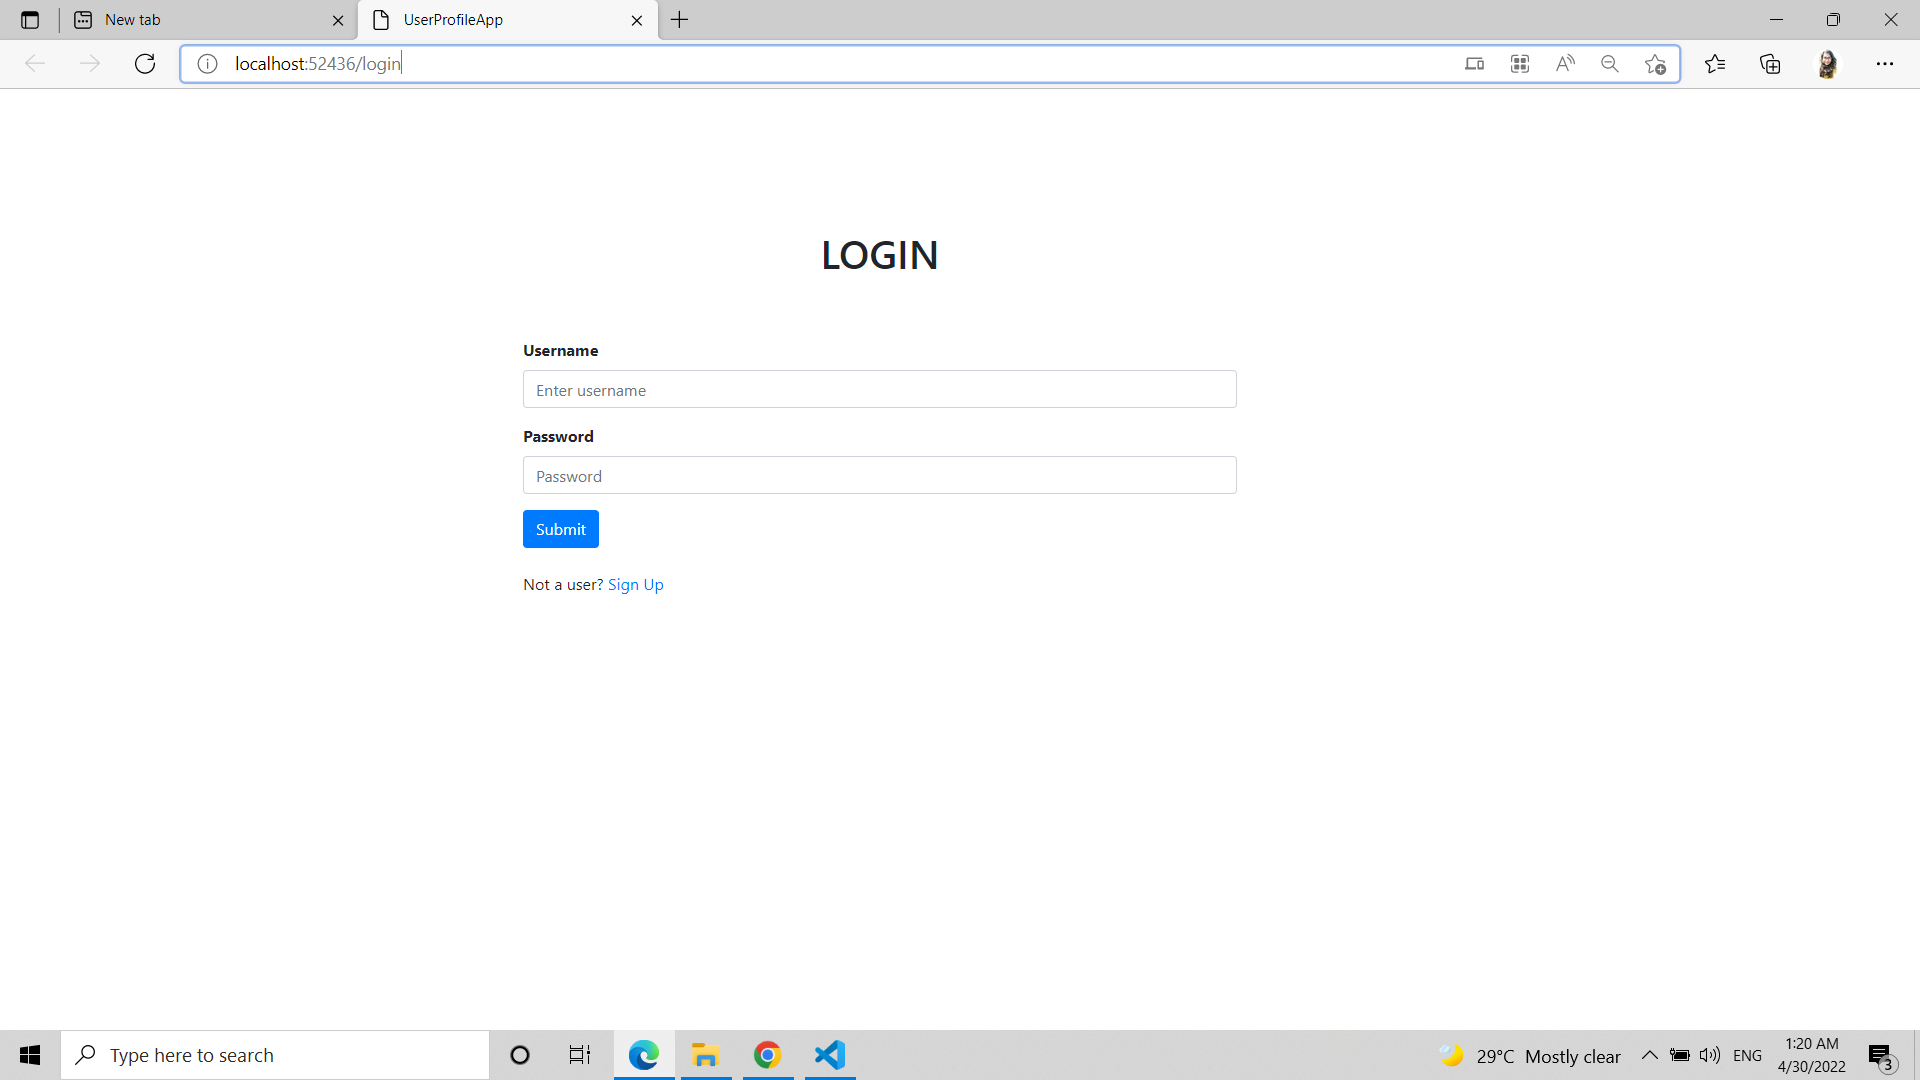 New tab
UserProfileApp
localhost:52436/login
LOGIN
Username
Enter username
Password
Password
Submit
Not a user? Sign Up
Type here to search
29°C Mostly clear
ENG
1:20 AM
4/30/2022
3